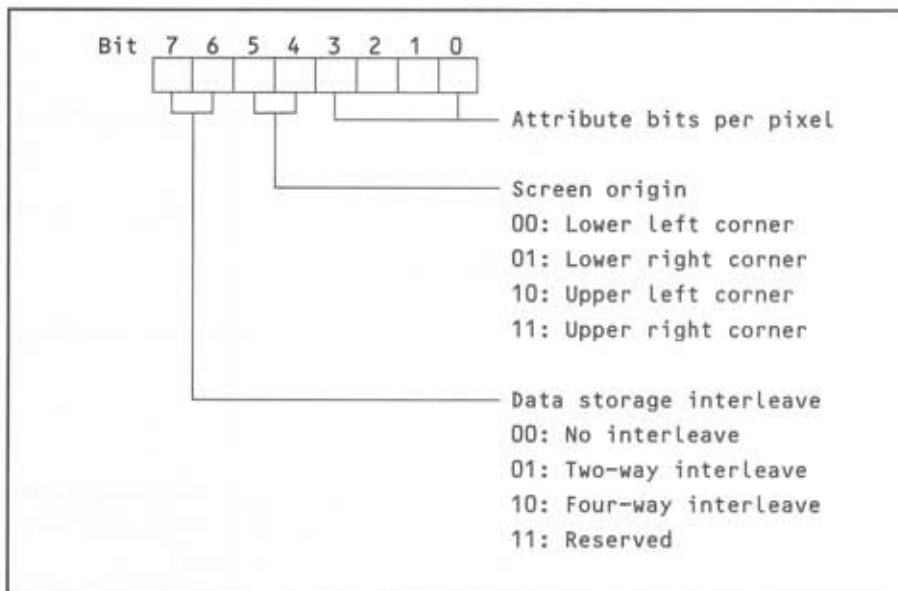 Bit 7 6 5 4 3 2 1 0
Attribute bits per pixel
Screen origin
00: Lower left corner
01: Lower right corner
10: Upper left corner
11: Upper right corner
Data storage interleave
00: No interleave
01: Two-way interleave
10: Four-way interleave
11: Reserved